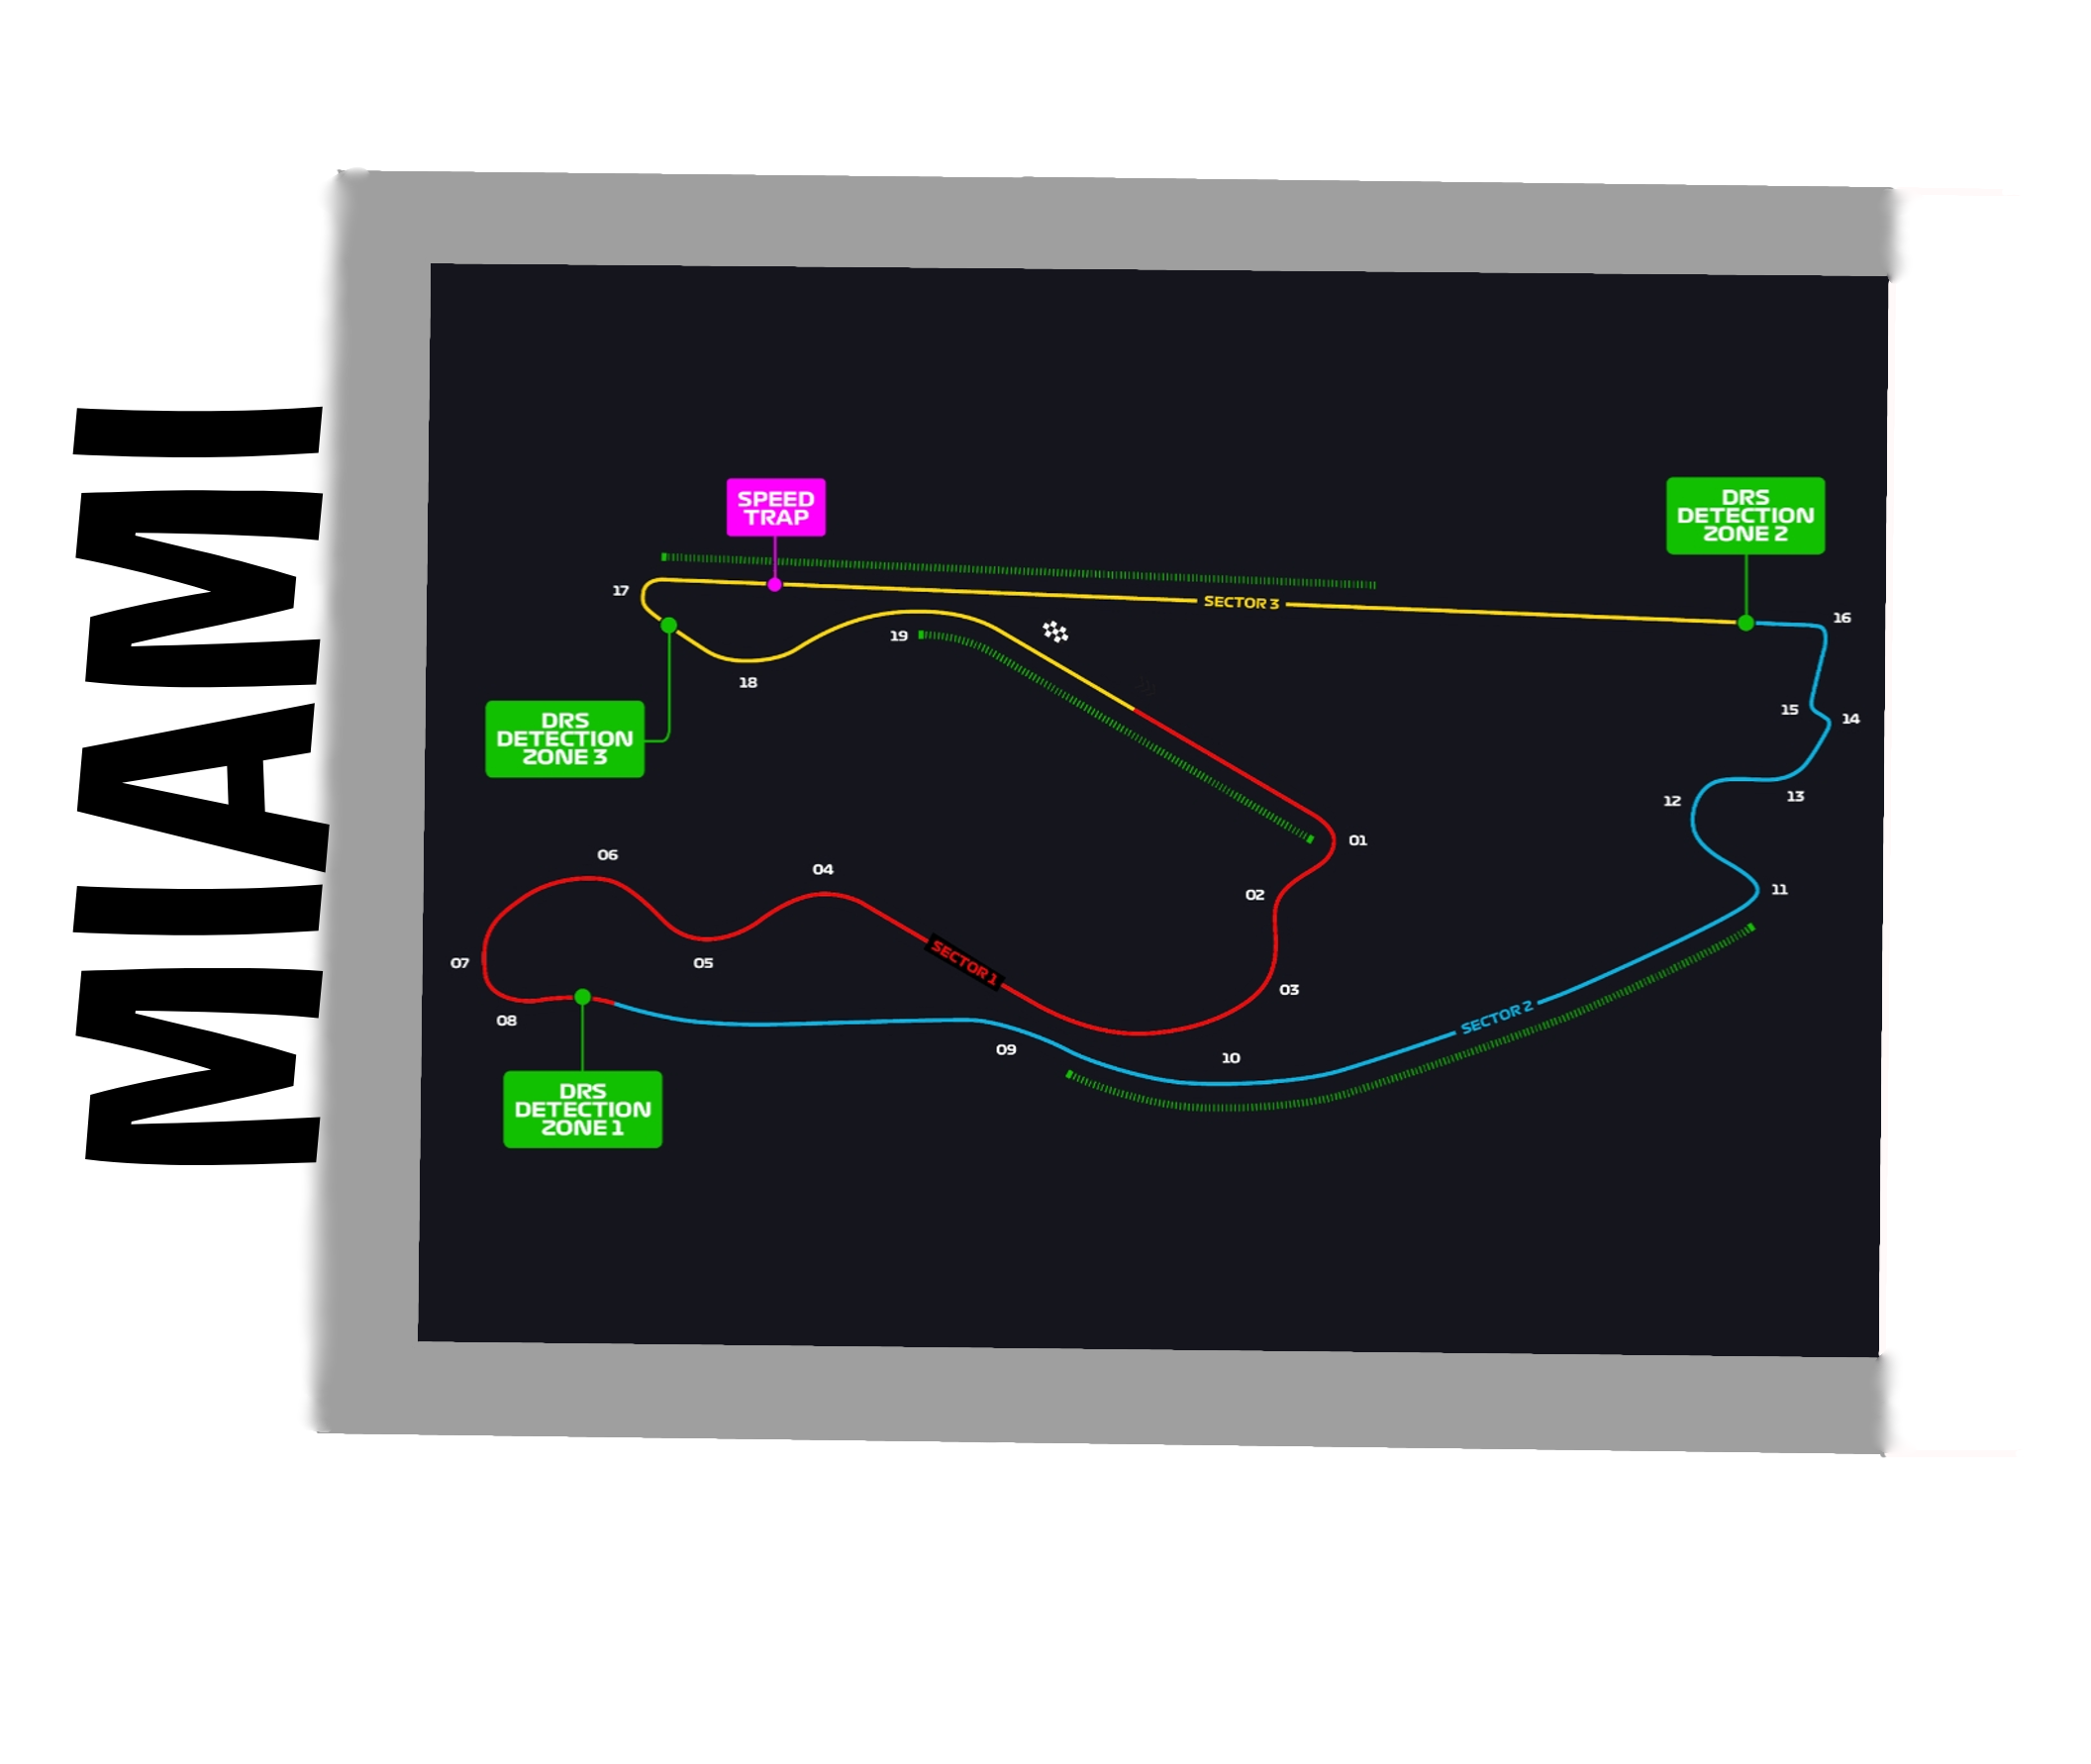 MIAMI
SPEED
TRAP
DRS
DETECTION
ZONE 2
17
SECTOR 3
16
19
18
15
14
DRS
DETECTION
ZONE 3
12
13
01
06
04
02
11
07
05
SECTOR 1
03
08
SECTOR 2
09
10
DRS
DETECTION
ZONE 1